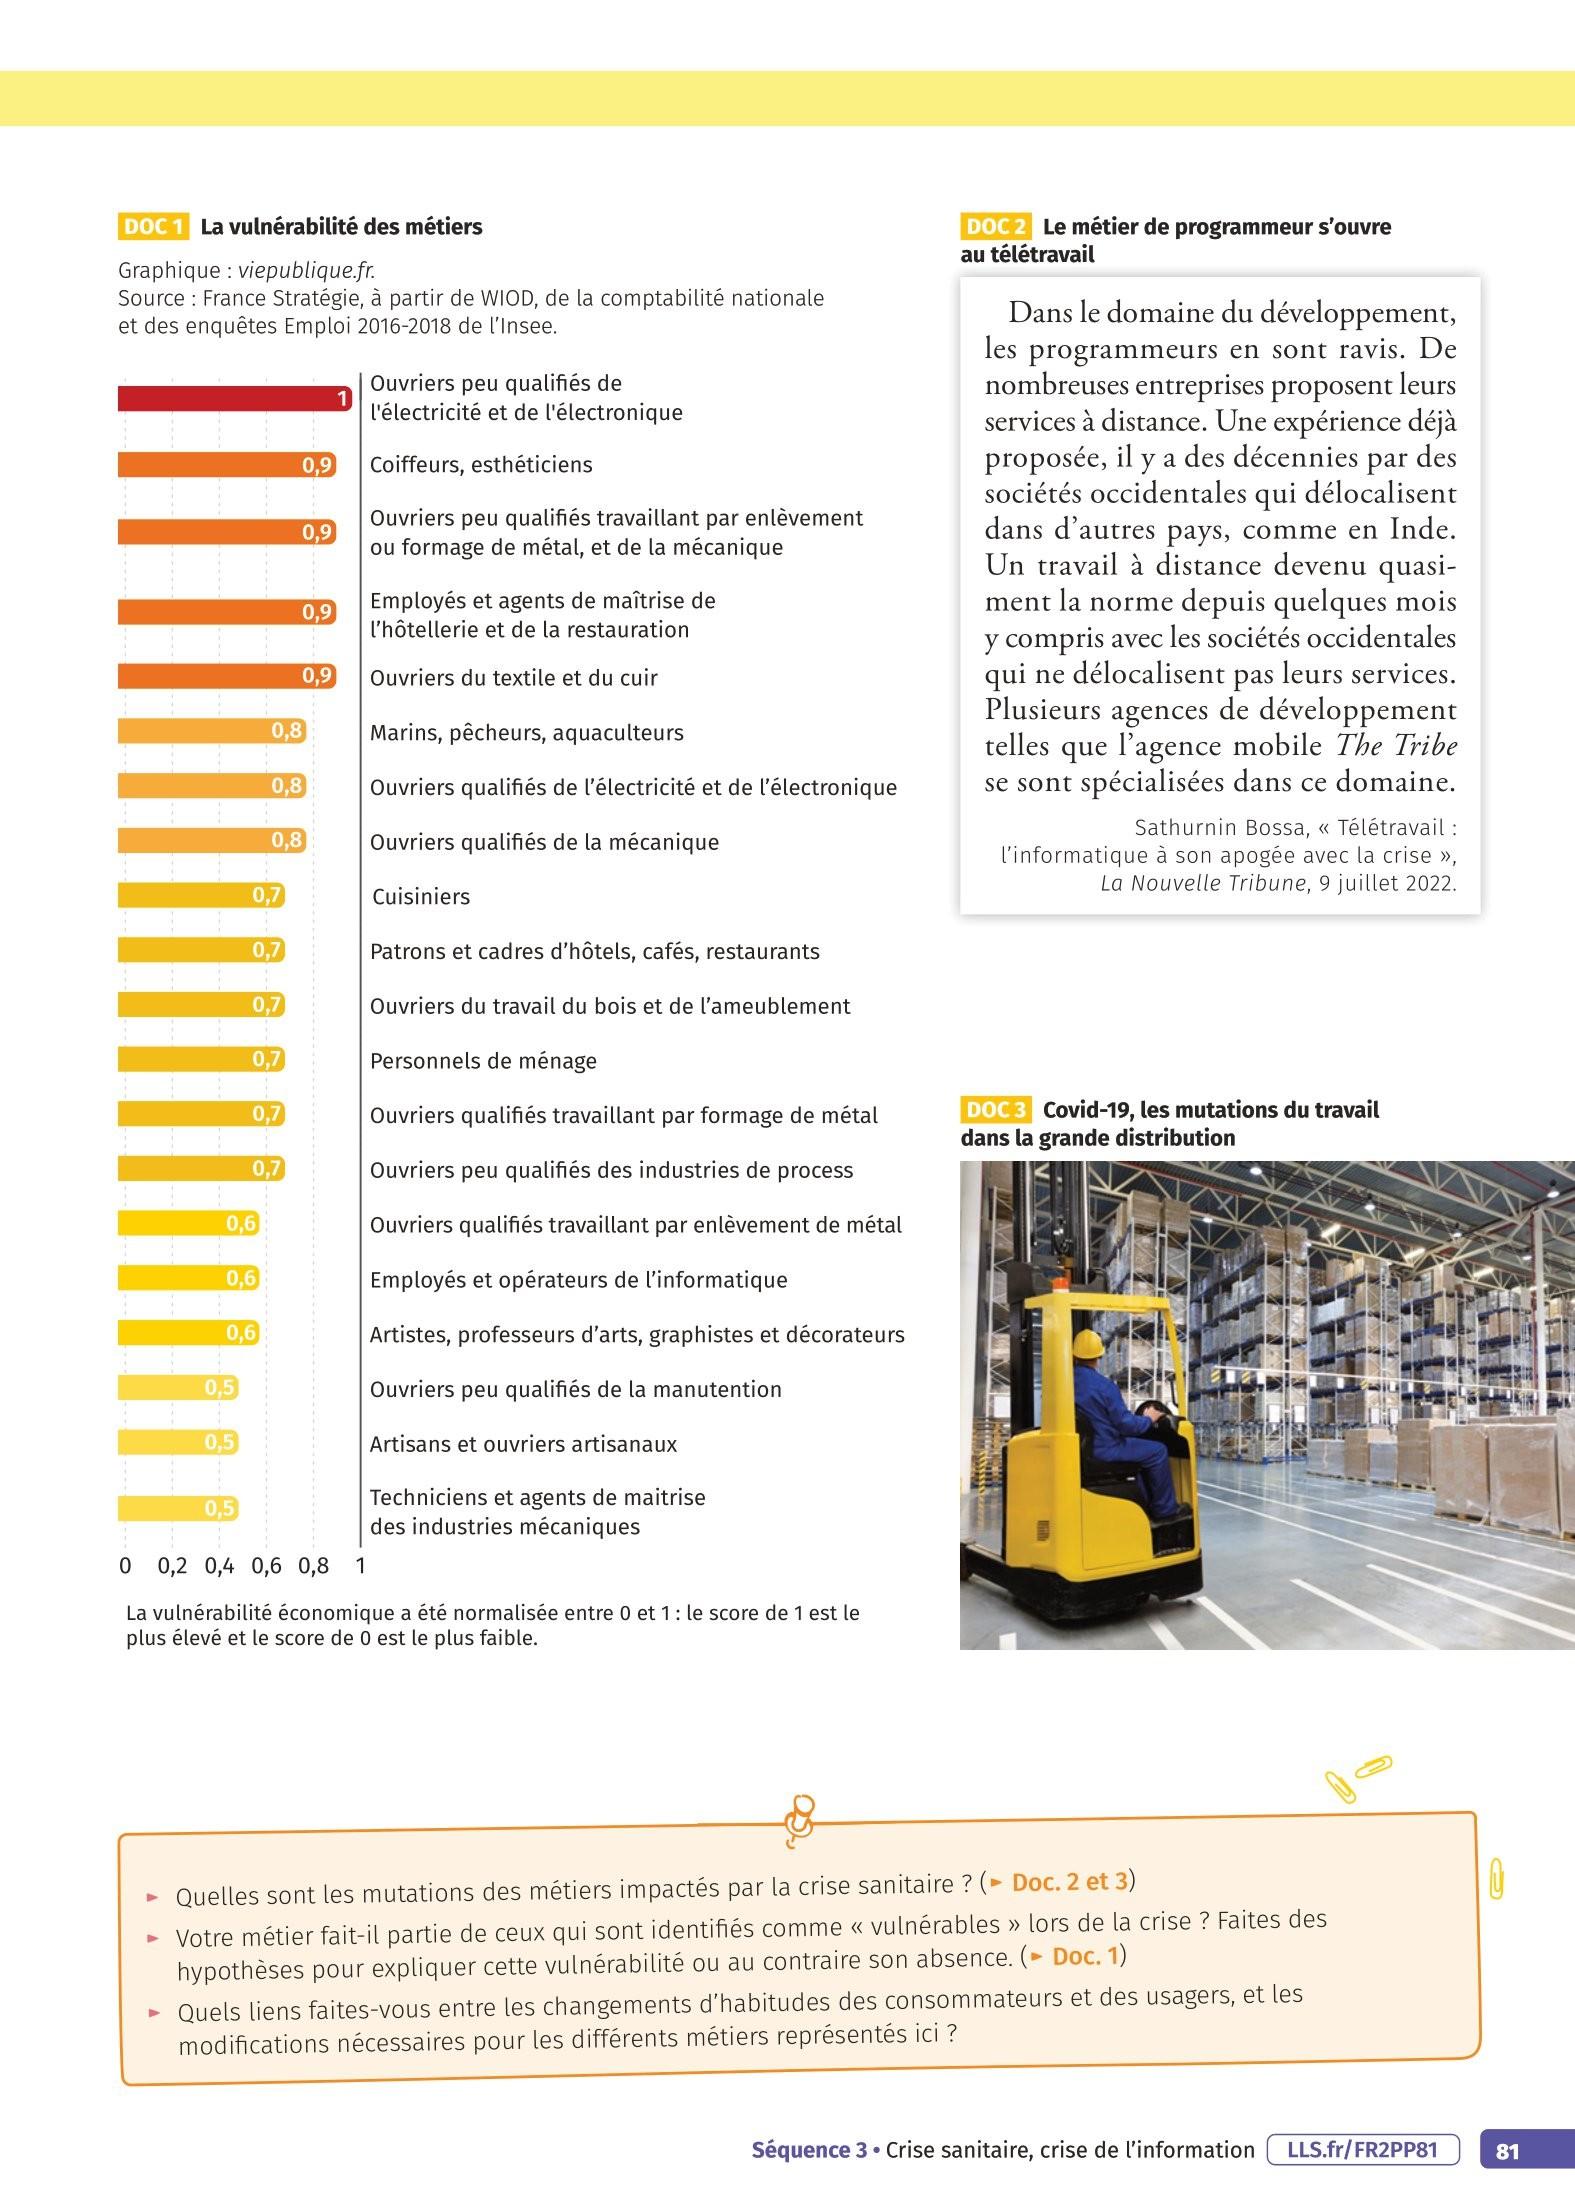 DOC 1 La vulnérabilité des métiers
Graphique : viepublique.fr.
Source : France Stratégie, à partir de WIOD, de la comptabilité nationale
et des enquêtes Emploi 2016-2018 de l'Insee.
1 Ouvriers peu qualifiés de
l'électricité et de l'électronique
0,9 Coiffeurs, esthéticiens
0,9 Ouvriers peu qualifiés travaillant par enlèvement
ou formage de métal, et de la mécanique
0,9 Employés et agents de maîtrise de
l'hôtellerie et de la restauration
0,9 Ouvriers du textile et du cuir
0,8 Marins, pêcheurs, aquaculteurs
0,8 Ouvriers qualifiés de l'électricité et de l'électronique
0,8 Ouvriers qualifiés de la mécanique
0,7 Cuisiniers
0,7 Patrons et cadres d'hôtels, cafés, restaurants
0,7 Ouvriers du travail du bois et de l'ameublement
0,7 Personnels de ménage
0,7 Ouvriers qualifiés travaillant par formage de métal
0,7 Ouvriers peu qualifiés des industries de process
0,6 Ouvriers qualifiés travaillant par enlèvement de métal
0,6 Employés et opérateurs de l'informatique
0,6 Artistes, professeurs d'arts, graphistes et décorateurs
0,5 Ouvriers peu qualifiés de la manutention
0,5 Artisans et ouvriers artisanaux
0,5 Techniciens et agents de maitrise
des industries mécaniques
0 0,2 0,4 0,6 0,8 1
La vulnérabilité économique a été normalisée entre 0 et 1 : le score de 1 est le
plus élevé et le score de 0 est le plus faible.
DOC 2 Le métier de programmeur s'ouvre
au télétravail
Dans le domaine du développement,
les programmeurs en sont ravis. De
nombreuses entreprises proposent leurs
services à distance. Une expérience déjà
proposée, il y a des décennies par des
sociétés occidentales qui délocalisent
dans d'autres pays, comme en Inde.
Un travail à distance devenu quasi-
ment la norme depuis quelques mois
y compris avec les sociétés occidentales
qui ne délocalisent pas leurs services.
Plusieurs agences de développement
telles que l'agence mobile The Tribe
se sont spécialisées dans ce domaine.
Sathurnin Bossa, « Télétravail :
l'informatique à son apogée avec la crise »,
La Nouvelle Tribune, 9 juillet 2022.
DOC 3 Covid-19, les mutations du travail
dans la grande distribution
► Quelles sont les mutations des métiers impactés par la crise sanitaire ? (► Doc. 2 et 3)
► Votre métier fait-il partie de ceux qui sont identifiés comme « vulnérables » lors de la crise ? Faites des
hypothèses pour expliquer cette vulnérabilité ou au contraire son absence. (► Doc. 1)
► Quels liens faites-vous entre les changements d'habitudes des consommateurs et des usagers, et les
modifications nécessaires pour les différents métiers représentés ici ?
Séquence 3 • Crise sanitaire, crise de l'information LLS.fr/FR2PP81 81